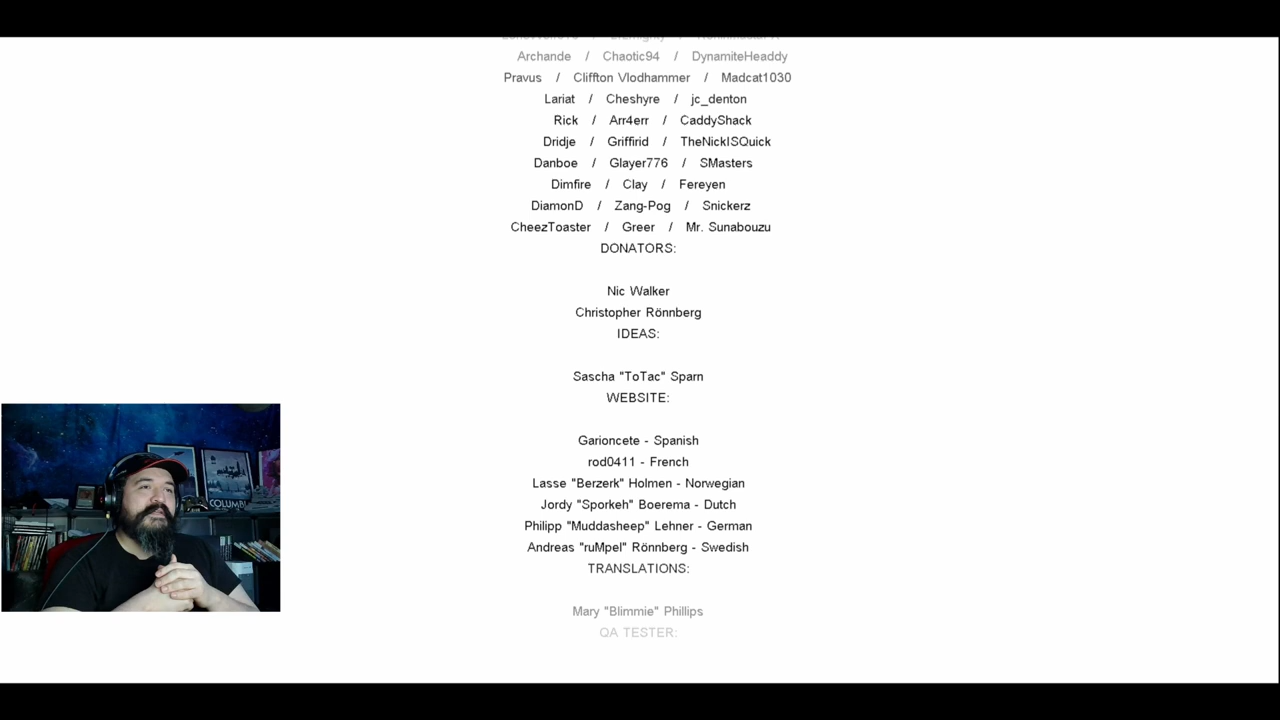 Archande / Chaotic94 / DynamiteHeaddy
Pravus / Cliffton Vlodhammer / Madcat1030
Lariat / Cheshyre / jc_denton
Rick / Arr4err / CaddyShack
Dridje / Griffirid / TheNickISQuick
Danboe / Glayer776 / SMasters
Dimfire / Clay / Fereyen
DiamonD / Zang-Pog / Snickerz
CheezToaster / Greer / Mr. Sunabouzu
DONATORS:
Nic Walker
Christopher Rönnberg
IDEAS:
Sascha "ToTac" Sparn
WEBSITE:
Garioncete - Spanish
rod0411 - French
Lasse "Berzerk" Holmen - Norwegian
Jordy "Sporkeh" Boerema - Dutch
Philipp "Muddasheep" Lehner - German
Andreas "ruMpel" Rönnberg - Swedish
TRANSLATIONS:
Mary "Blimmie" Phillips
QA TESTER:
COLUMBI